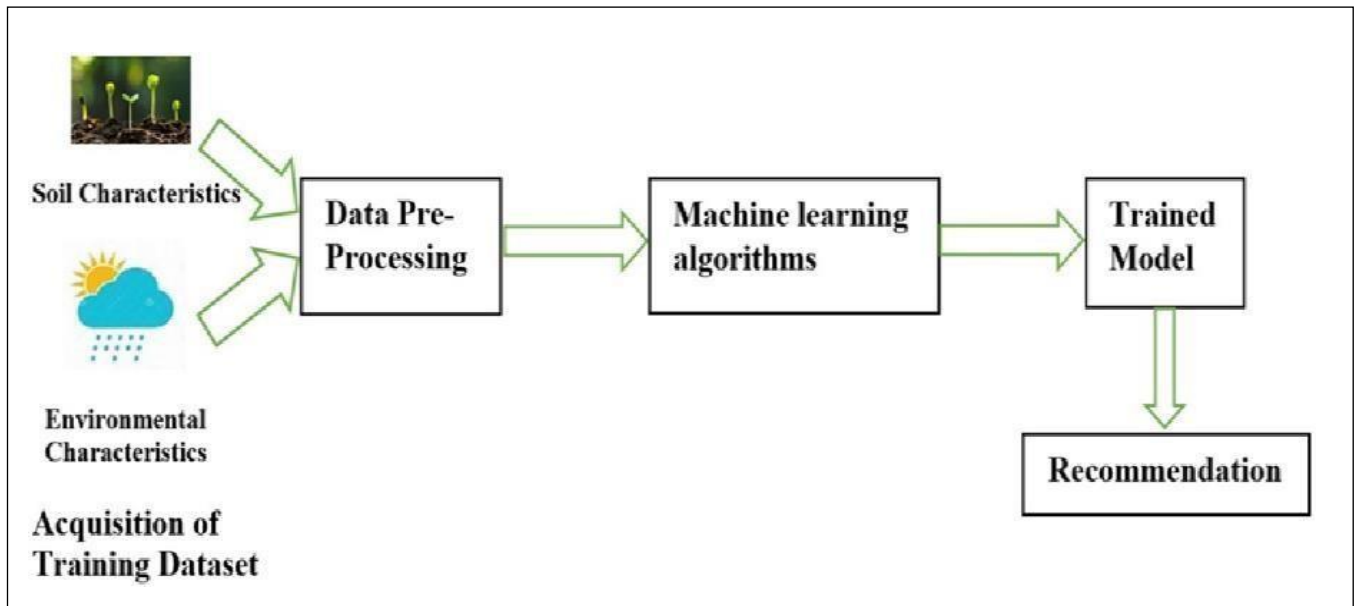 Soil Characteristics
Environmental
Characteristics
Acquisition of
Training Dataset
Data Pre-
Processing
Machine learning
algorithms
Trained
Model
Recommendation